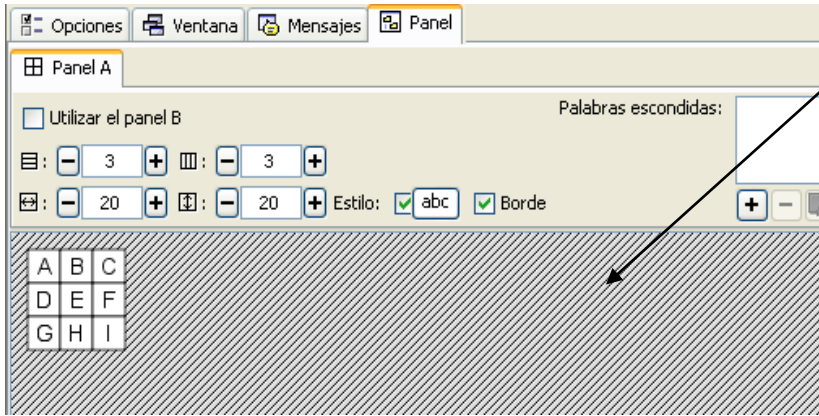 Opciones Ventana Mensajes Panel
Panel A
Utilizar el panel B Palabras escondidas:
: 3 : 3
: 20 : 20 Estilo: abc Borde
A B C
D E F
G H I